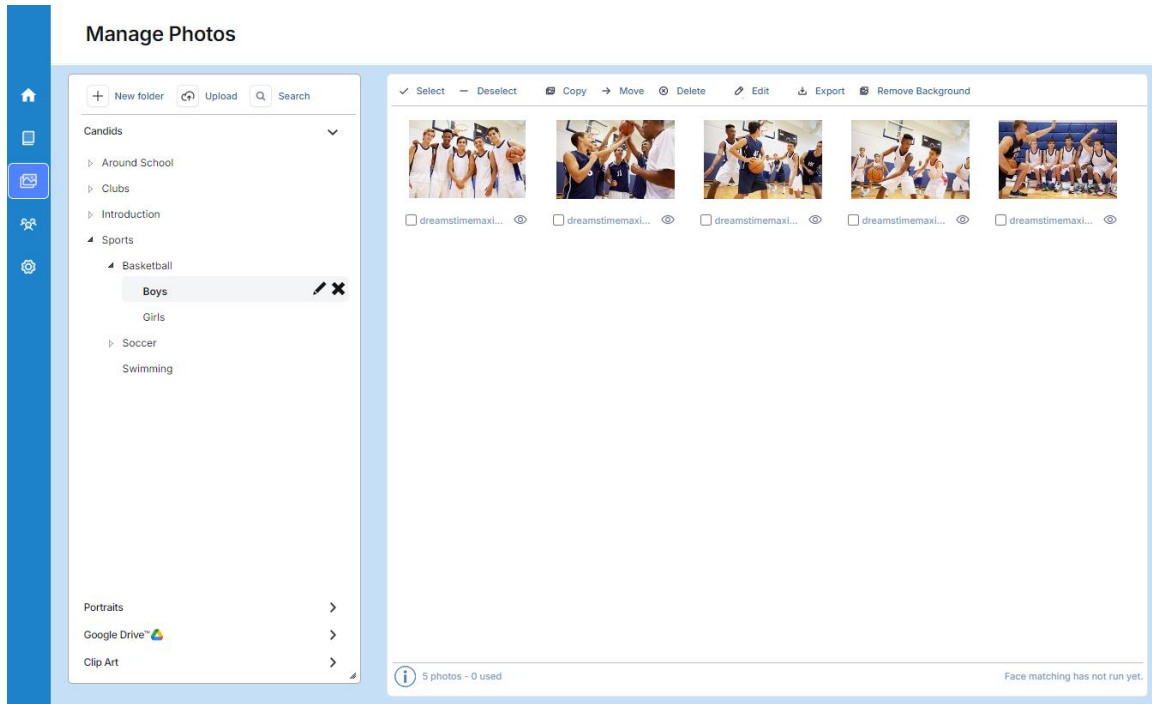 Manage Photos
New folder Upload Search
Candids
Around School
Clubs
Introduction
Sports
Basketball
Boys
Girls
Soccer
Swimming
Portraits
Google Drive™
Clip Art
Select Deselect Copy Move Delete Edit Export Remove Background
dreamstimemaxi... dreamstimemaxi... dreamstimemaxi... dreamstimemaxi... dreamstimemaxi...
5 photos - 0 used
Face matching has not run yet.